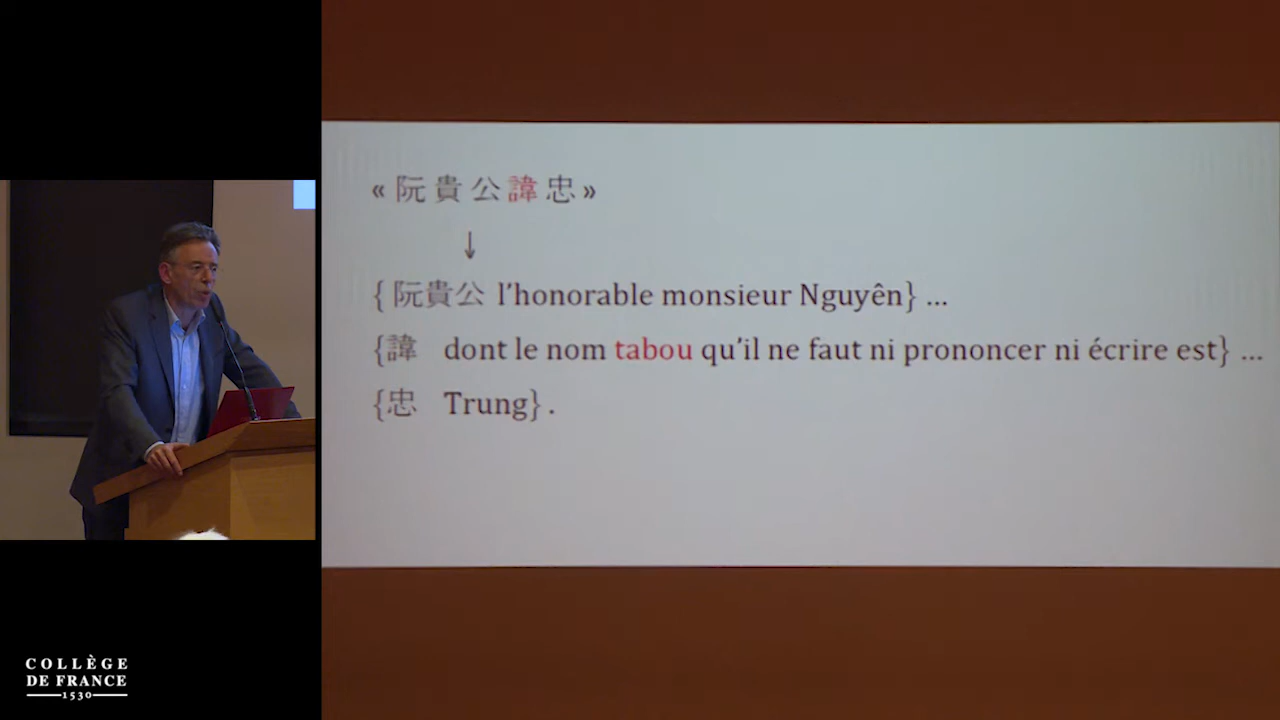 « 阮貴公諱忠 »
↓
{阮貴公 l’honorable monsieur Nguyên} ...
{諱 dont le nom tabou qu’il ne faut ni prononcer ni écrire est} ...
{忠 Trung} .
COLLÈGE
DE FRANCE
1530